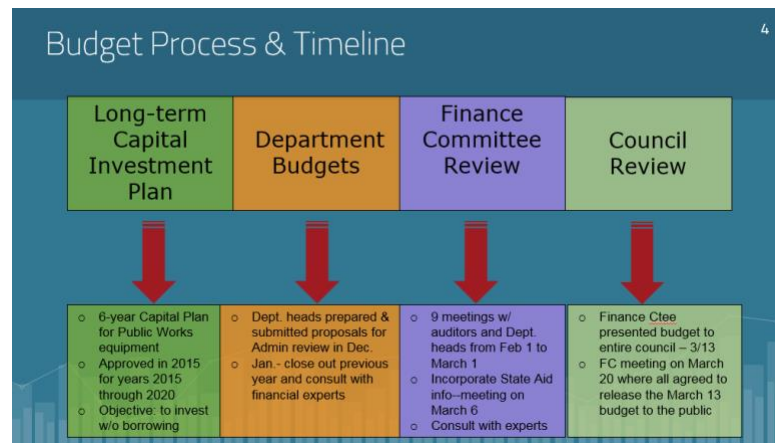 Budget Process & Timeline
4
Long-term
Capital
Investment
Plan
Department
Budgets
Finance
Committee
Review
Council
Review
o 6-year Capital Plan
for Public Works
equipment
o Approved in 2015
for years 2015
through 2020
o Objective: to invest
w/o borrowing
o Dept. heads prepared &
submitted proposals for
Admin review in Dec.
o Jan.- close out previous
year and consult with
financial experts
o 9 meetings w/
auditors and Dept.
heads from Feb 1 to
March 1
o Incorporate State Aid
info--meeting on
March 6
o Consult with experts
o Finance Ctee
presented budget to
entire council – 3/13
o FC meeting on March
20 where all agreed to
release the March 13
budget to the public